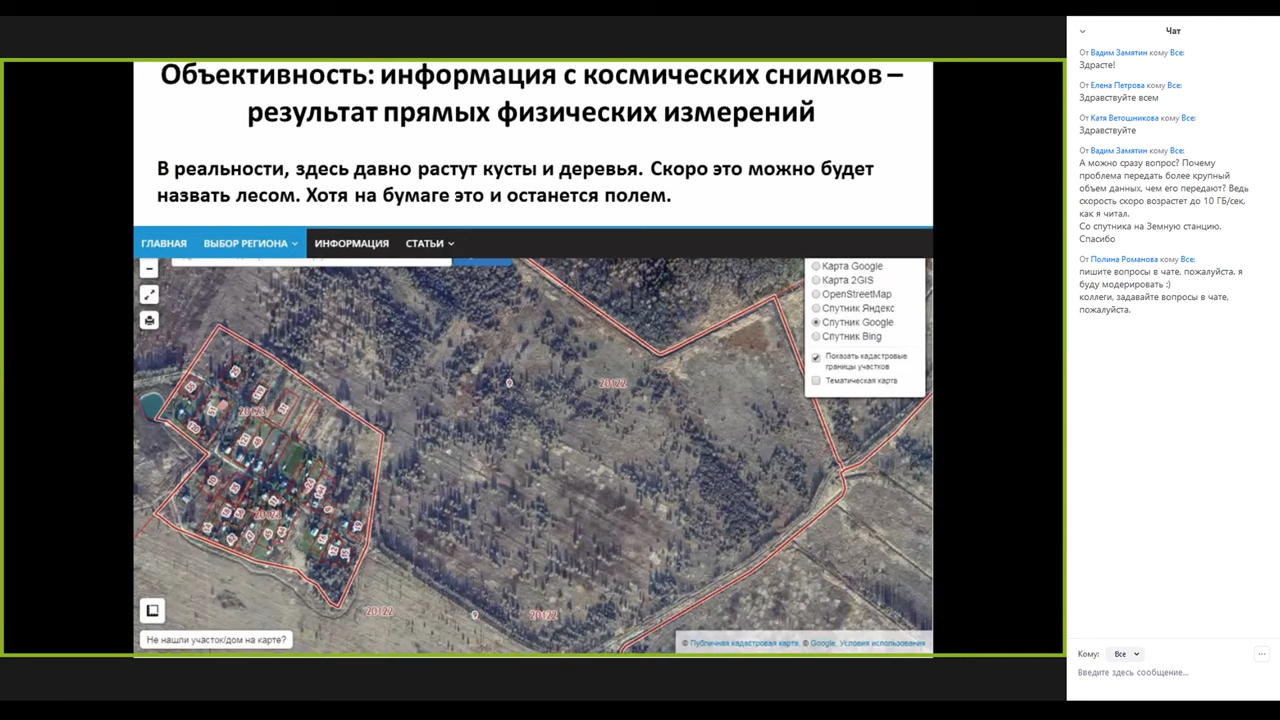 Объективность: информация с космических снимков –
результат прямых физических измерений
В реальности, здесь давно растут кусты и деревья. Скоро это можно будет
назвать лесом. Хотя на бумаге это и останется полем.
ГЛАВНАЯ ВЫБОР РЕГИОНА ИНФОРМАЦИЯ СТАТЬИ
Карта Google
Карта 2GIS
OpenStreetMap
Спутник Яндекс
Спутник Google
Спутник Bing
Показать кадастровые
границы участков
Тематическая карта
9
20122
20123
20123
20122
9
20122
Не нашли участок/дом на карте?
© Публичная кадастровая карта, © Google, Условия использования
Чат
От Вадим Замятин кому Все:
Здрасте!
От Елена Петрова кому Все:
Здравствуйте всем
От Катя Ветошникова кому Все:
Здравствуйте
От Вадим Замятин кому Все:
А можно сразу вопрос? Почему
проблема передать более крупный
объем данных, чем его передают? Ведь
скорость скоро возрастет до 10 ГБ/сек,
как я читал.
Со спутника на Земную станцию.
Спасибо
От Полина Романова кому Все:
пишите вопросы в чате, пожалуйста. я
буду модерировать :)
коллеги, задавайте вопросы в чате,
пожалуйста.
Кому: Все
Введите здесь сообщение...